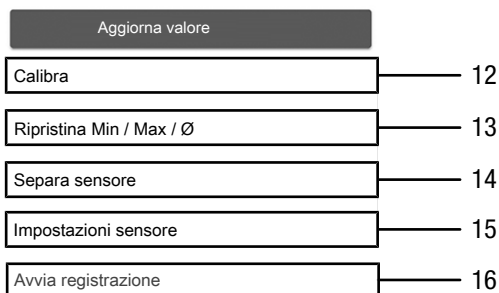 Aggiorna valore
Calibra 12
Ripristina Min / Max / Ø 13
Separa sensore 14
Impostazioni sensore 15
Avvia registrazione 16